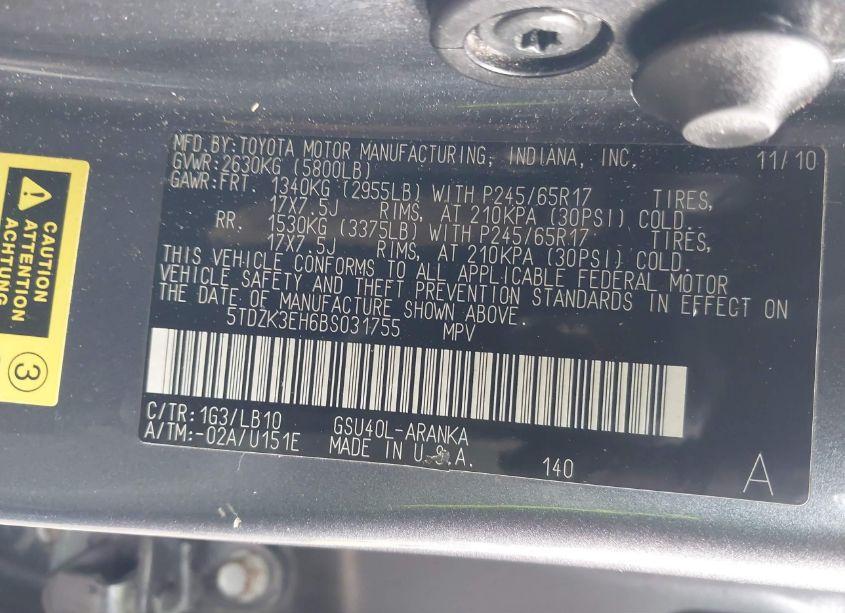 MFD. BY: TOYOTA MOTOR MANUFACTURING, INDIANA, INC. 11/10
GVWR: 2630KG (5800LB)
GAWR: FRT. 1340KG (2955LB) WITH P245/65R17 TIRES,
17X7.5J RIMS, AT 210KPA (30PSI) COLD.
RR. 1530KG (3375LB) WITH P245/65R17 TIRES,
17X7.5J RIMS, AT 210KPA (30PSI) COLD.
THIS VEHICLE CONFORMS TO ALL APPLICABLE FEDERAL MOTOR
VEHICLE SAFETY AND THEFT PREVENTION STANDARDS IN EFFECT ON
THE DATE OF MANUFACTURE SHOWN ABOVE.
5TDZK3EH6BS031755 MPV
C/TR: 1G3/LB10 GSU40L-ARANKA
A/TM: -02A/U151E MADE IN U.S.A. 140 A
CAUTION
ATTENTION
ACHTUNG
3